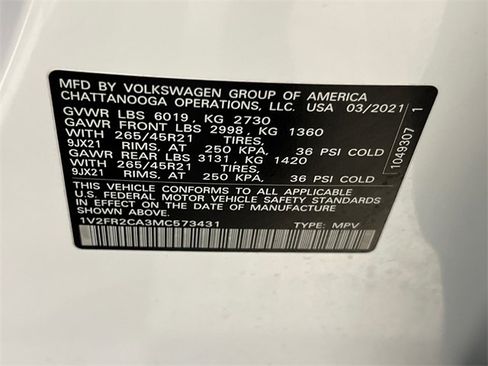 MFD BY VOLKSWAGEN GROUP OF AMERICA
CHATTANOOGA OPERATIONS, LLC. USA 03/2021
GVWR LBS 6019, KG 2730
GAWR FRONT LBS 2998, KG 1360
WITH 265/45R21 TIRES,
9JX21 RIMS, AT 250 KPA, 36 PSI COLD
GAWR REAR LBS 3131, KG 1420
WITH 265/45R21 TIRES,
9JX21 RIMS, AT 250 KPA, 36 PSI COLD
THIS VEHICLE CONFORMS TO ALL APPLICABLE
U.S. FEDERAL MOTOR VEHICLE SAFETY STANDARDS
IN EFFECT ON THE DATE OF MANUFACTURE
SHOWN ABOVE.
1V2FR2CA3MC573431 TYPE: MPV
1049307 1